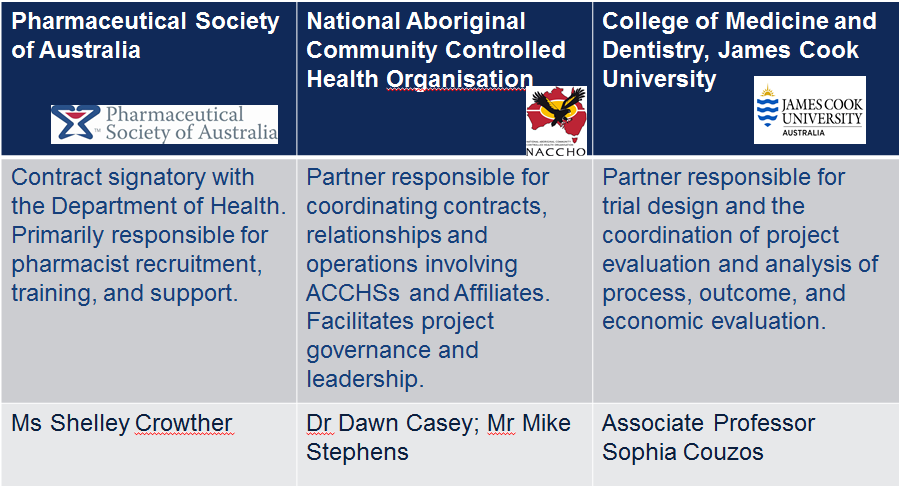 Pharmaceutical Society
of Australia
Pharmaceutical
Society of Australia
National Aboriginal
Community Controlled
Health Organisation
NACCHO
College of Medicine and
Dentistry, James Cook
University
JAMES COOK
UNIVERSITY
AUSTRALIA
Contract signatory with
the Department of Health.
Primarily responsible for
pharmacist recruitment,
training, and support.
Partner responsible for
coordinating contracts,
relationships and
operations involving
ACCHSs and Affiliates.
Facilitates project
governance and
leadership.
Partner responsible for
trial design and the
coordination of project
evaluation and analysis of
process, outcome, and
economic evaluation.
Ms Shelley Crowther
Dr Dawn Casey; Mr Mike
Stephens
Associate Professor
Sophia Couzos